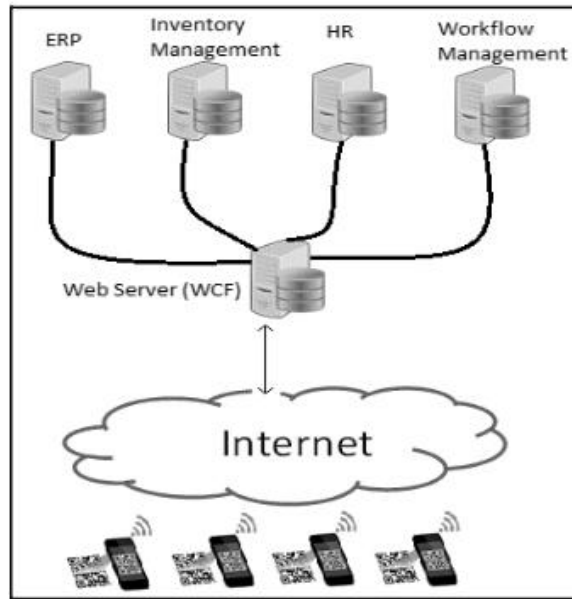 ERP
Inventory
Management
HR
Workflow
Management
Web Server (WCF)
Internet